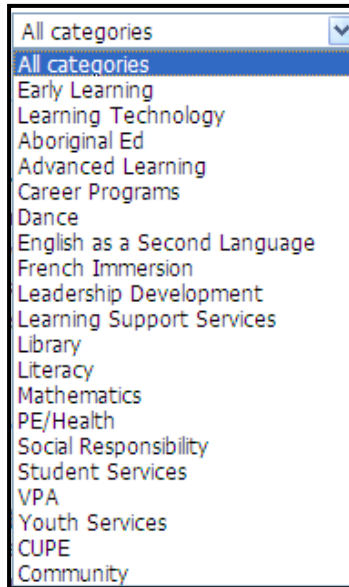 All categories
All categories
Early Learning
Learning Technology
Aboriginal Ed
Advanced Learning
Career Programs
Dance
English as a Second Language
French Immersion
Leadership Development
Learning Support Services
Library
Literacy
Mathematics
PE/Health
Social Responsibility
Student Services
VPA
Youth Services
CUPE
Community